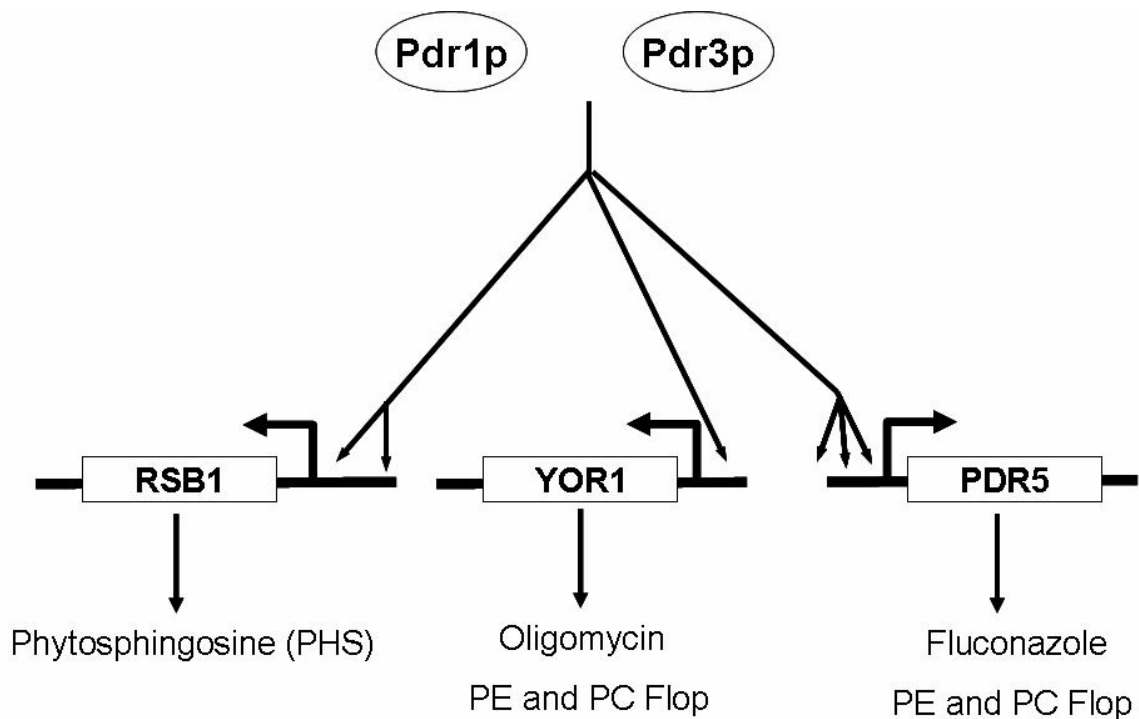 Pdr1p
Pdr3p
RSB1
YOR1
PDR5
Phytosphingosine (PHS)
Oligomycin
PE and PC Flop
Fluconazole
PE and PC Flop